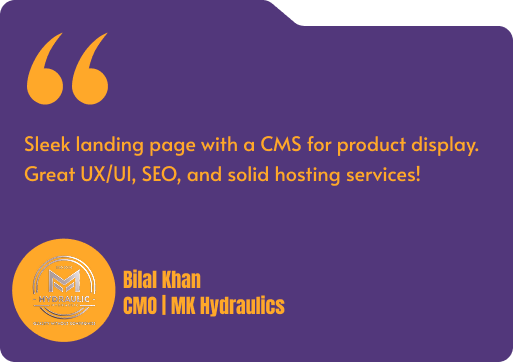 Sleek landing page with a CMS for product display.
Great UX/UI, SEO, and solid hosting services!
Bilal Khan
CMO | MK Hydraulics